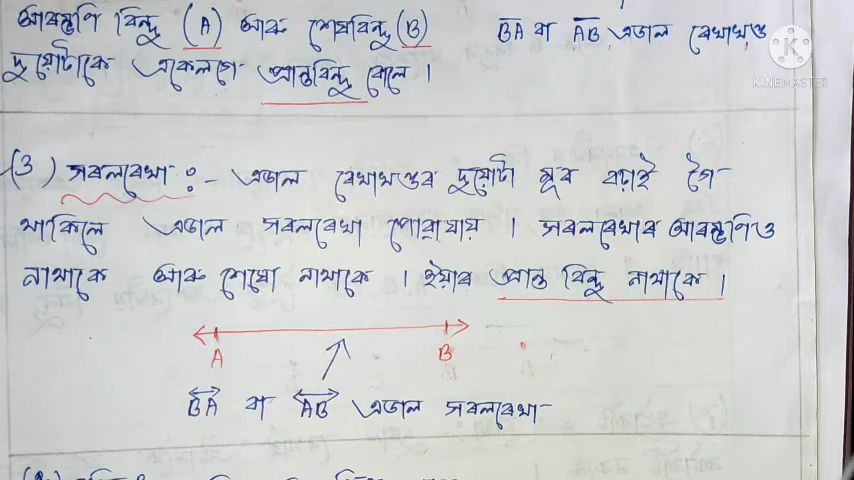 আৰম্ভণি বিন্দু (A) আৰু শেষবিন্দু (B) BA বা AB এডাল ৰেখাখণ্ড
দুয়োটাকে একেলগে প্ৰান্তবিন্দু বোলে ।
KINEMASTER
(3) সৰলৰেখা :- এডাল ৰেখাখণ্ডৰ দুয়োটা মূৰ বঢ়াই গৈ
থাকিলে এডাল সৰলৰেখা পোৱাযায় । সৰলৰেখাৰ আৰম্ভণিও
নাথাকে আৰু শেষো নাথাকে । ইয়াৰ প্ৰান্ত বিন্দু নাথাকে ।
A B
BA বা AB এডাল সৰলৰেখা